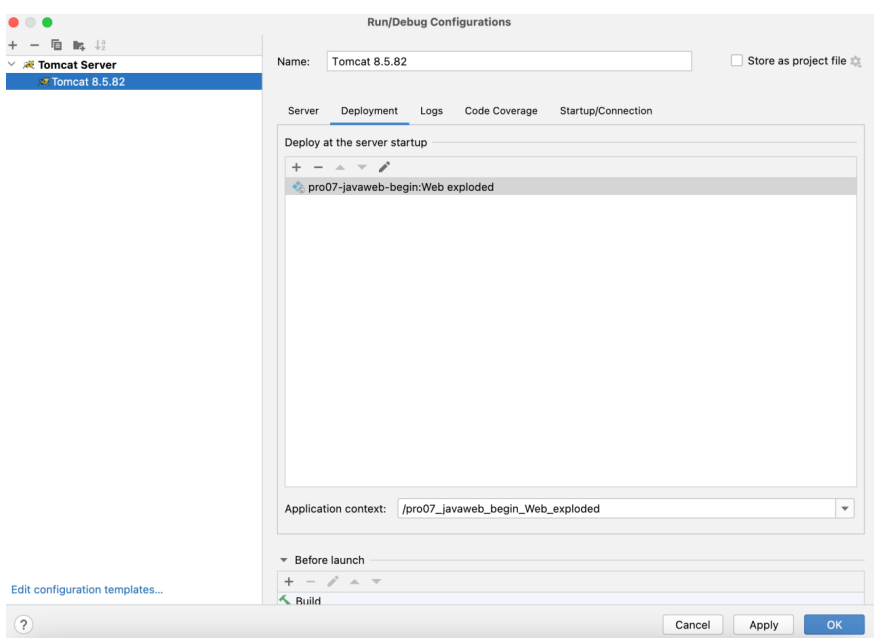 Run/Debug Configurations
Tomcat Server
Tomcat 8.5.82
Name: Tomcat 8.5.82
Store as project file
Server Deployment Logs Code Coverage Startup/Connection
Deploy at the server startup
pro07-javaweb-begin:Web exploded
Application context: /pro07_javaweb_begin_Web_exploded
Before launch
Build
Edit configuration templates...
? Cancel Apply OK